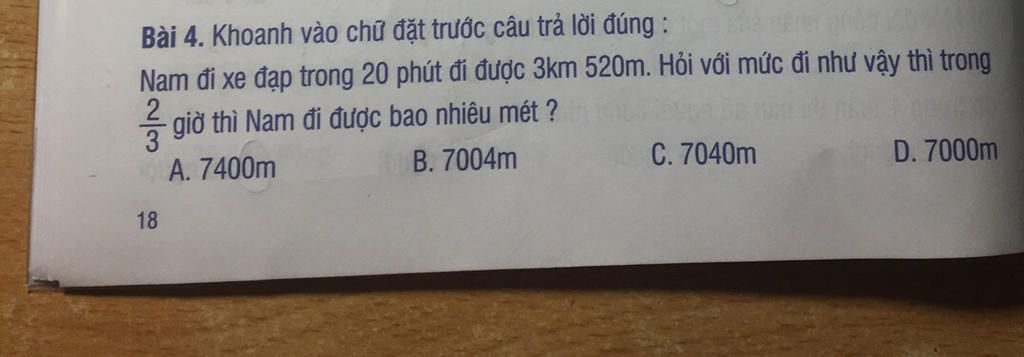 Bài 4. Khoanh vào chữ đặt trước câu trả lời đúng :
Nam đi xe đạp trong 20 phút đi được 3km 520m. Hỏi với mức đi như vậy thì trong
2/3 giờ thì Nam đi được bao nhiêu mét ?
A. 7400m B. 7004m C. 7040m D. 7000m
18